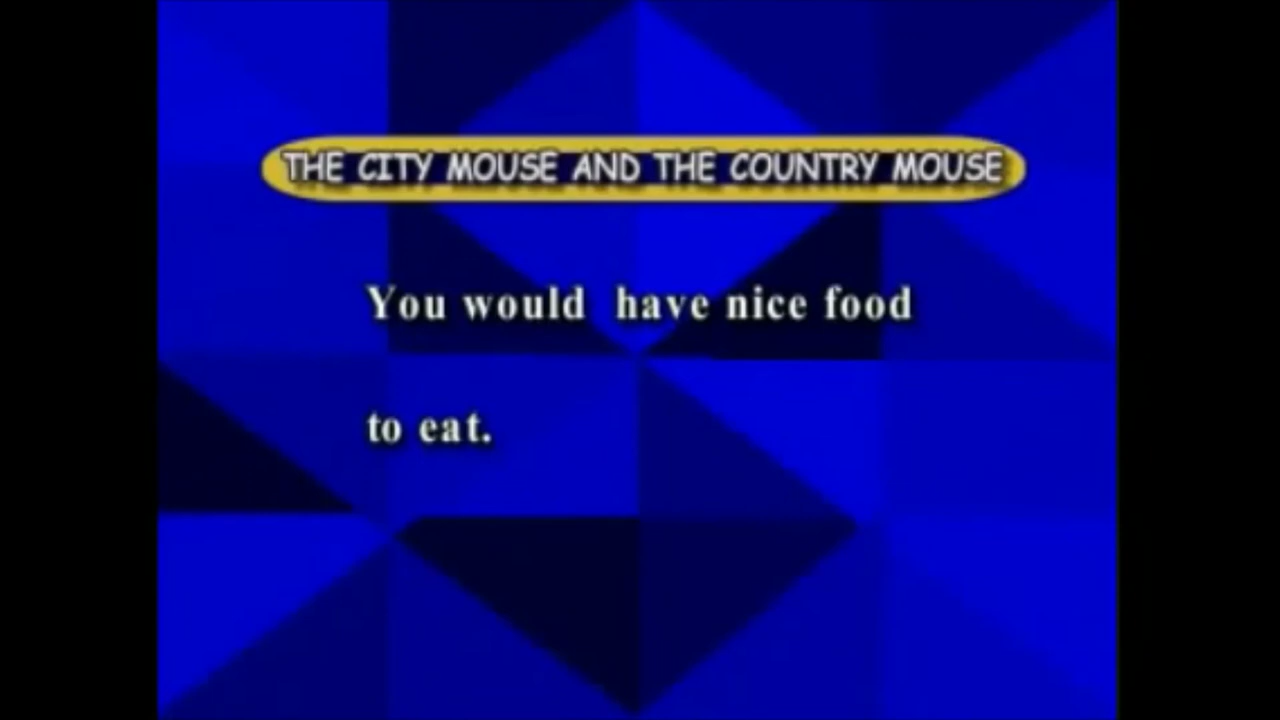 THE CITY MOUSE AND THE COUNTRY MOUSE
You would have nice food
to eat.